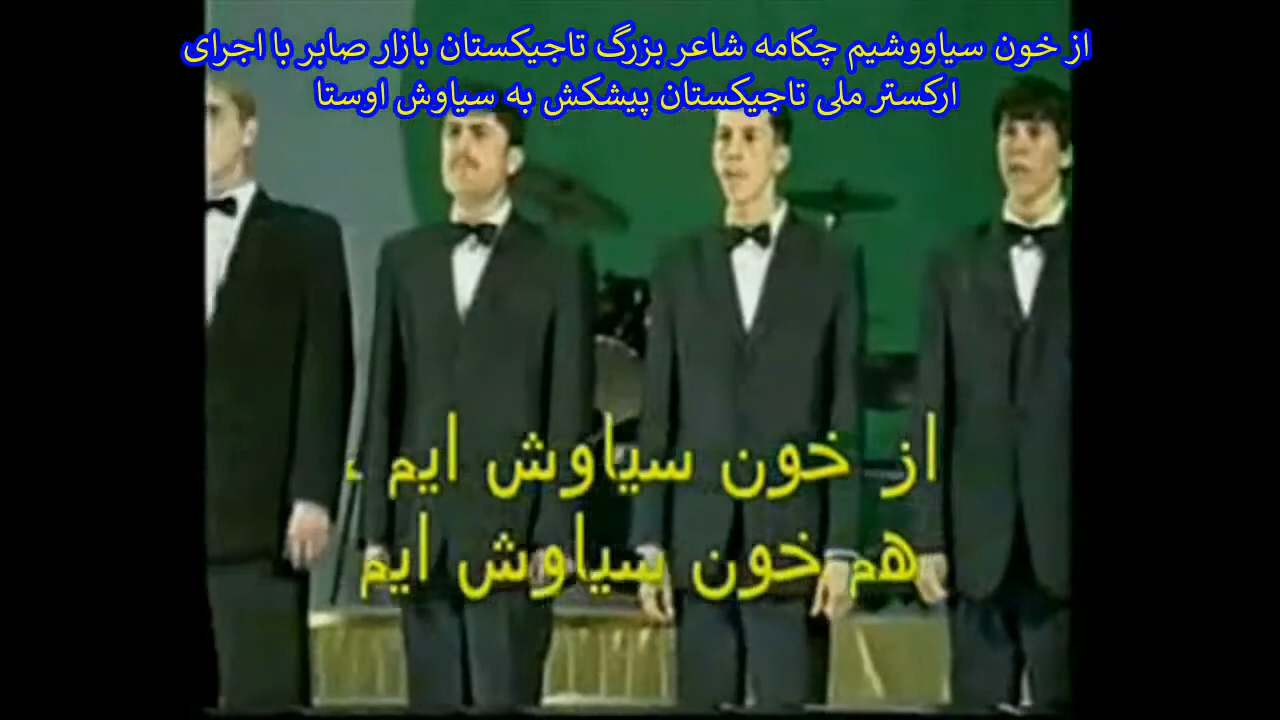 از خون سیاووشیم چکامه شاعر بزرگ تاجیکستان بازار صابر با اجرای
ارکستر ملی تاجیکستان پیشکش به سیاوش اوستا
از خون سیاوش ایم ،
هم خون سیاوش ایم